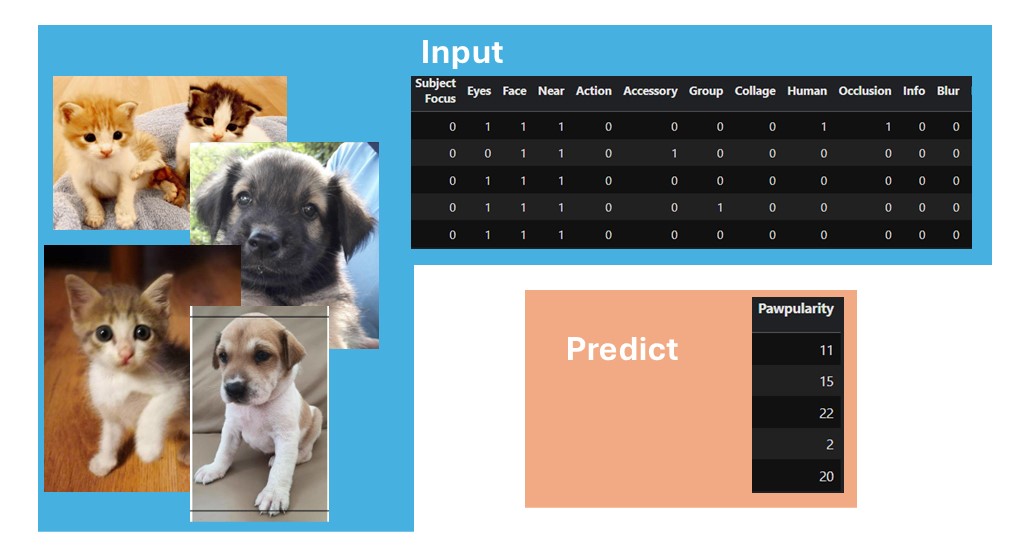 Input
Subject Focus Eyes Face Near Action Accessory Group Collage Human Occlusion Info Blur
0 1 1 1 0 0 0 0 1 1 0 0
0 0 1 1 0 1 0 0 0 0 0 0
0 1 1 1 0 0 0 0 0 0 0 0
0 1 1 1 0 0 1 0 0 0 0 0
0 1 1 1 0 0 0 0 0 0 0 0
Predict
Pawpularity
11
15
22
2
20